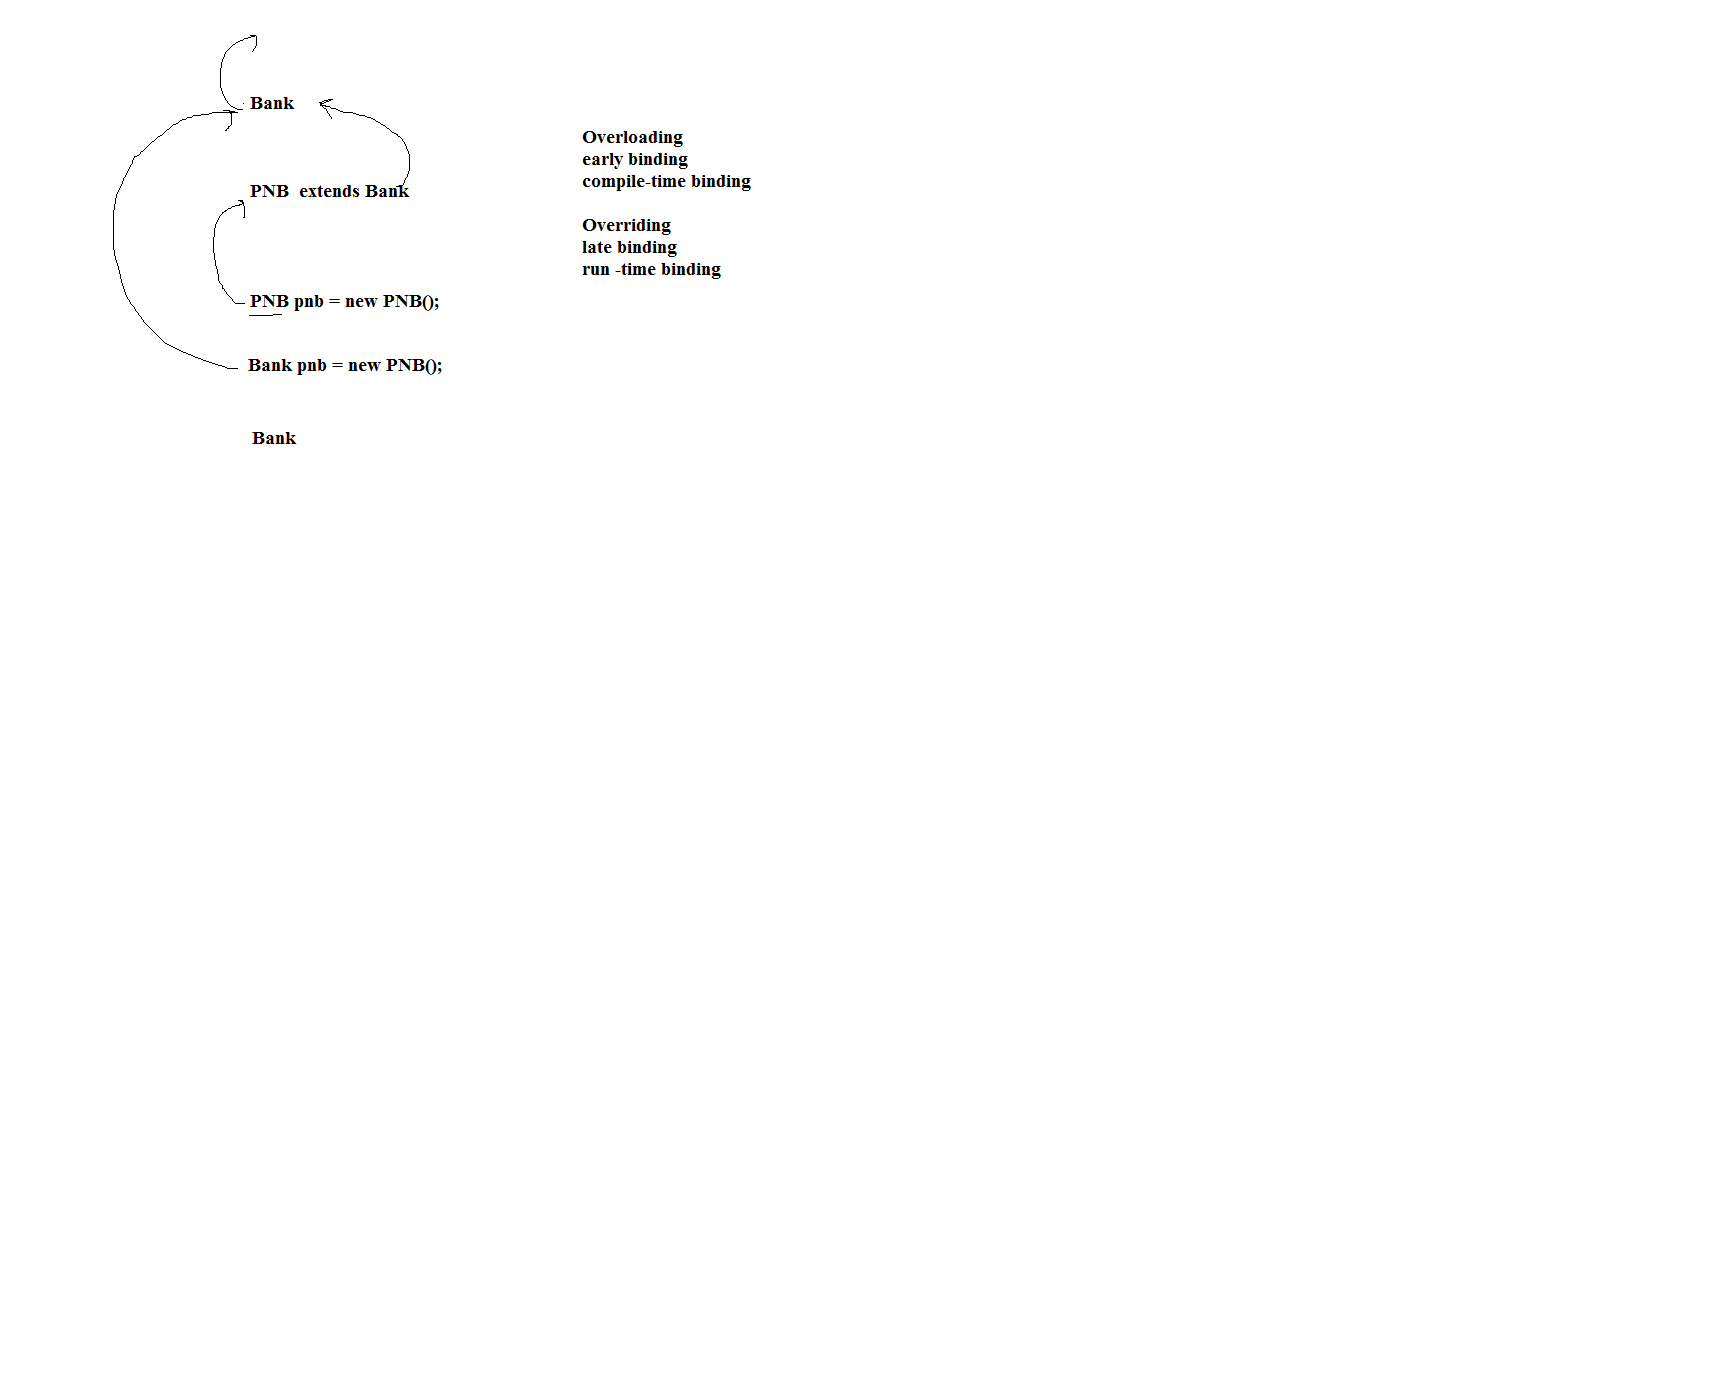 Bank
PNB  extends Bank
PNB pnb = new PNB();
Bank pnb = new PNB();
Bank
Overloading
early binding
compile-time binding
Overriding
late binding
run -time binding